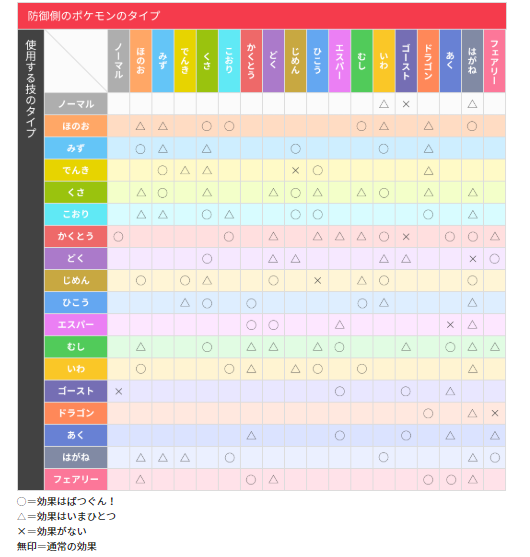 防御側のポケモンのタイプ
使用する技のタイプ
ノーマル ほのお みず でんき くさ こおり かくとう どく じめん ひこう エスパー むし いわ ゴースト ドラゴン あく はがね フェアリー
ノーマル △ × △
ほのお △ △ ○ ○ ○ △ △ ○
みず ○ △ △ ○ ○ △
でんき ○ △ △ × ○ △
くさ △ ○ △ △ ○ △ △ ○ △ △
こおり △ △ ○ △ ○ ○ ○ △
かくとう ○ ○ △ △ △ △ ○ × ○ ○ △
どく ○ △ △ △ △ × ○
じめん ○ ○ △ ○ × △ ○ ○
ひこう △ ○ ○ ○ △ △
エスパー ○ ○ △ × △
むし △ ○ △ △ △ ○ △ ○ △ △
いわ ○ ○ △ △ ○ ○ △
ゴースト × ○ ○ △
ドラゴン ○ △ ×
あく △ ○ ○ △ △
はがね △ △ △ ○ ○ △ ○
フェアリー △ ○ △ ○ ○ △
○＝効果はばつぐん！
△＝効果はいまひとつ
×＝効果がない
無印＝通常の効果